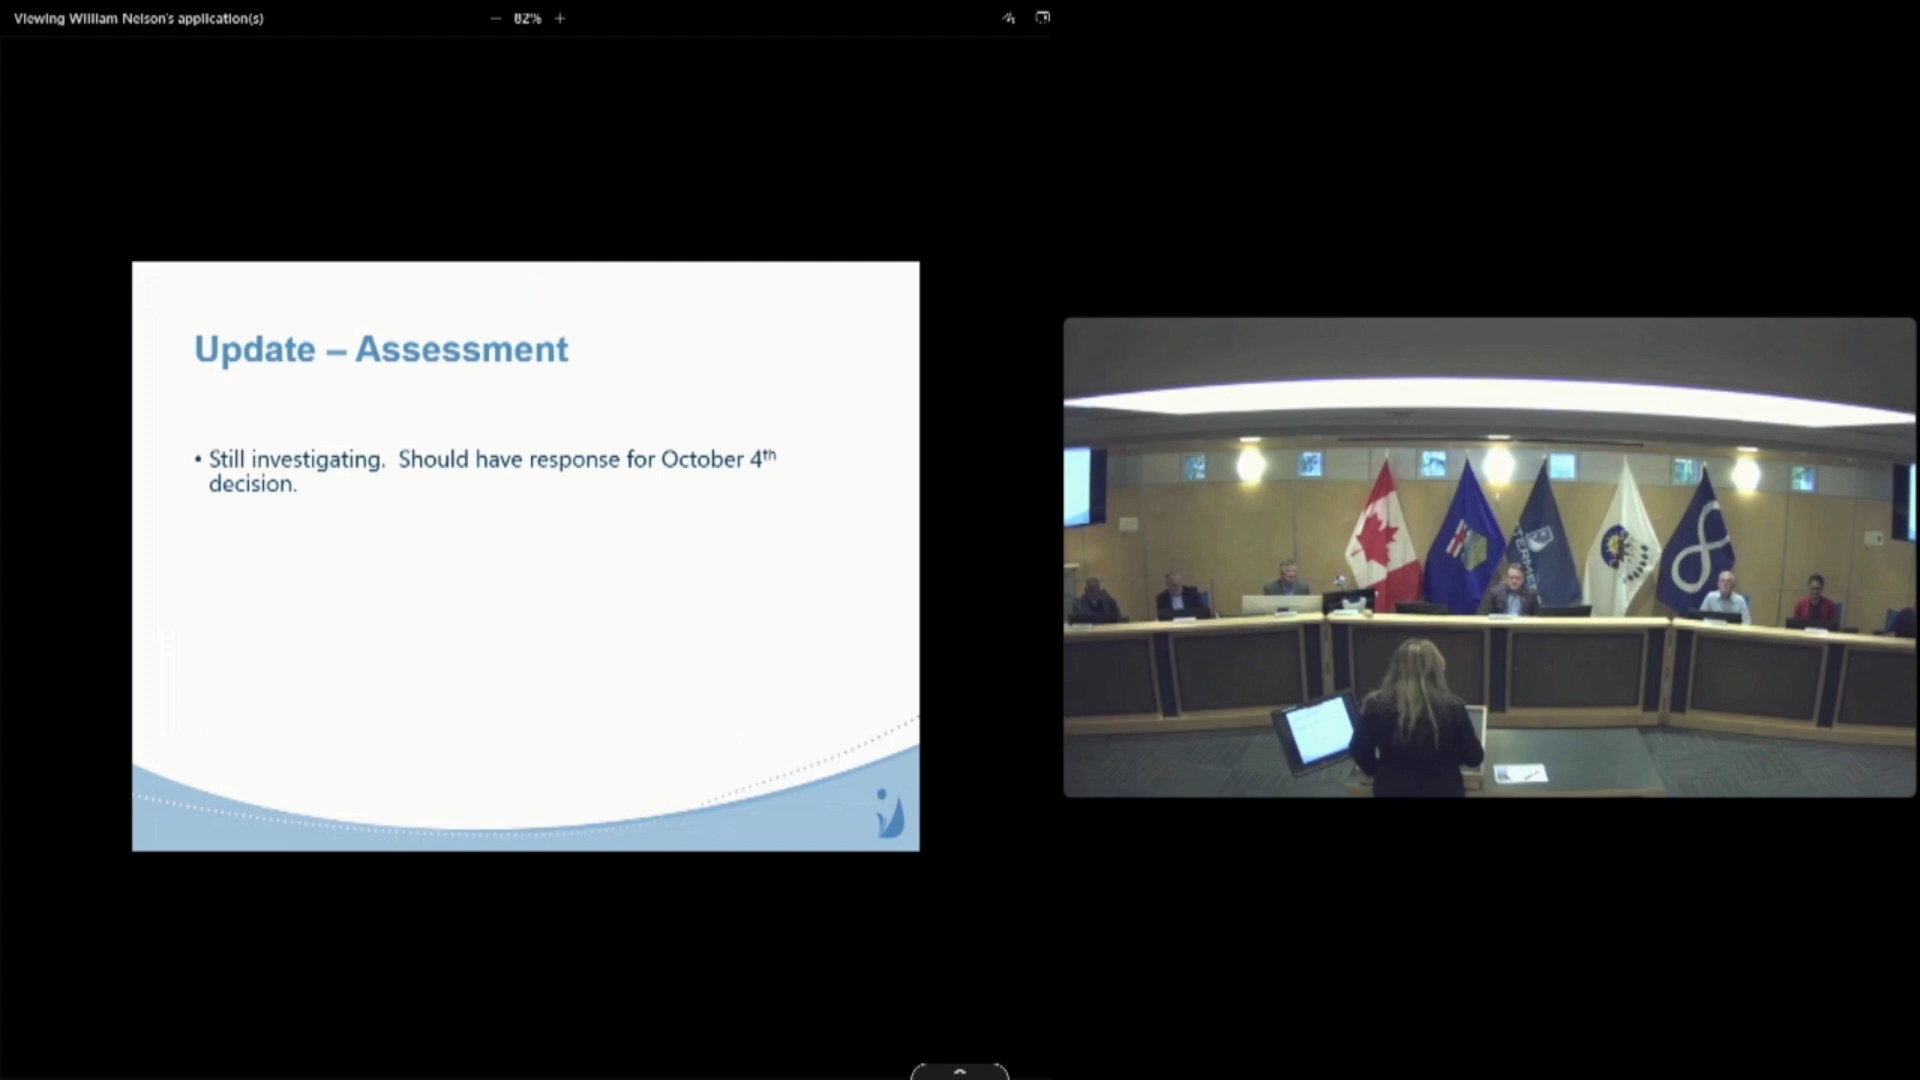 Viewing William Nelson's application(s)
82%
Update – Assessment
• Still investigating. Should have response for October 4th
decision.